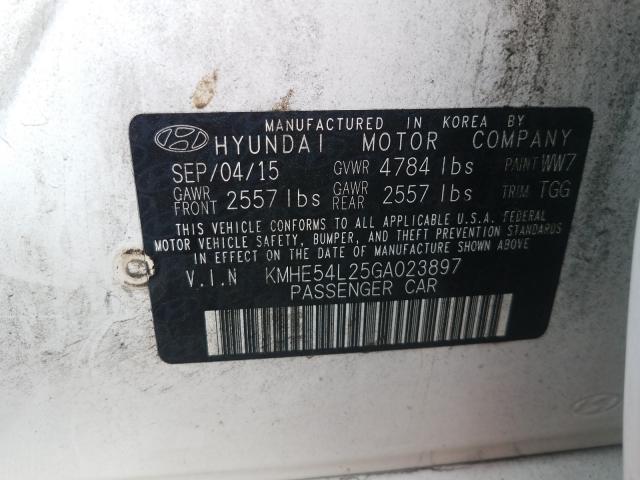 MANUFACTURED IN KOREA BY
HYUNDAI MOTOR COMPANY
SEP/04/15 GVWR 4784 lbs PAINT WW7
GAWR FRONT 2557 lbs GAWR REAR 2557 lbs TRIM TGG
THIS VEHICLE CONFORMS TO ALL APPLICABLE U.S.A. FEDERAL
MOTOR VEHICLE SAFETY, BUMPER, AND THEFT PREVENTION STANDARDS
IN EFFECT ON THE DATE OF MANUFACTURE SHOWN ABOVE
V.I.N KMHE54L25GA023897
PASSENGER CAR